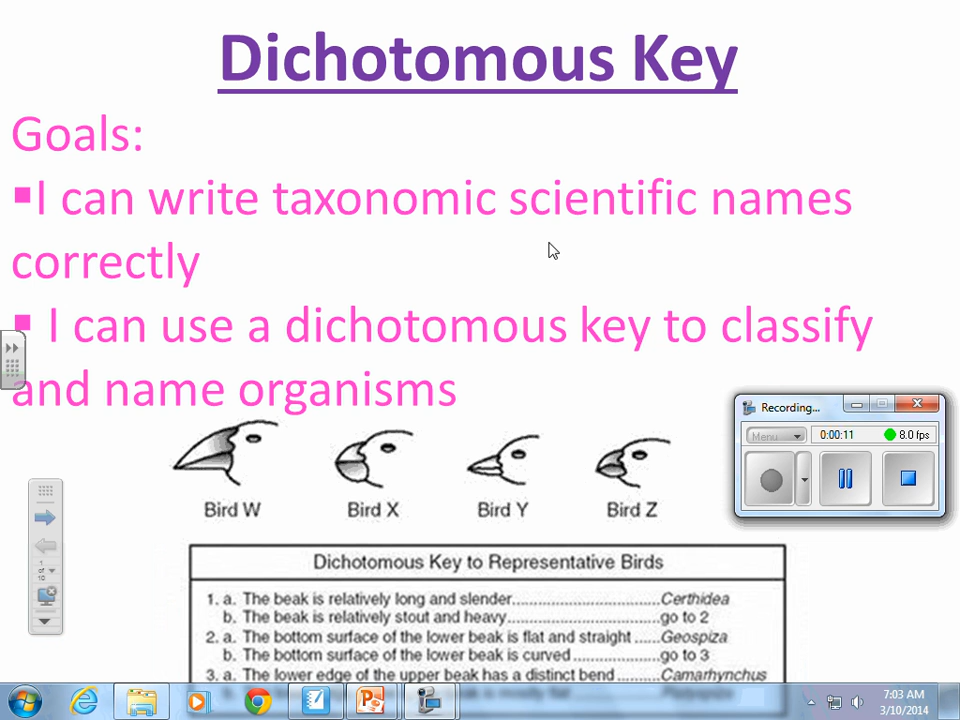 Dichotomous Key
Goals:
▪I can write taxonomic scientific names
correctly
▪ I can use a dichotomous key to classify
and name organisms
Recording...
Menu
0:00:11
8.0 fps
Bird W
Bird X
Bird Y
Bird Z
1
of
10
Dichotomous Key to Representative Birds
1. a. The beak is relatively long and slender....................................Certhidea
b. The beak is relatively stout and heavy.....................................go to 2
2. a. The bottom surface of the lower beak is flat and straight ......Geospiza
b. The bottom surface of the lower beak is curved .....................go to 3
3. a. The lower edge of the upper beak has a distinct bend ..........Camarhynchus
7:03 AM
3/10/2014